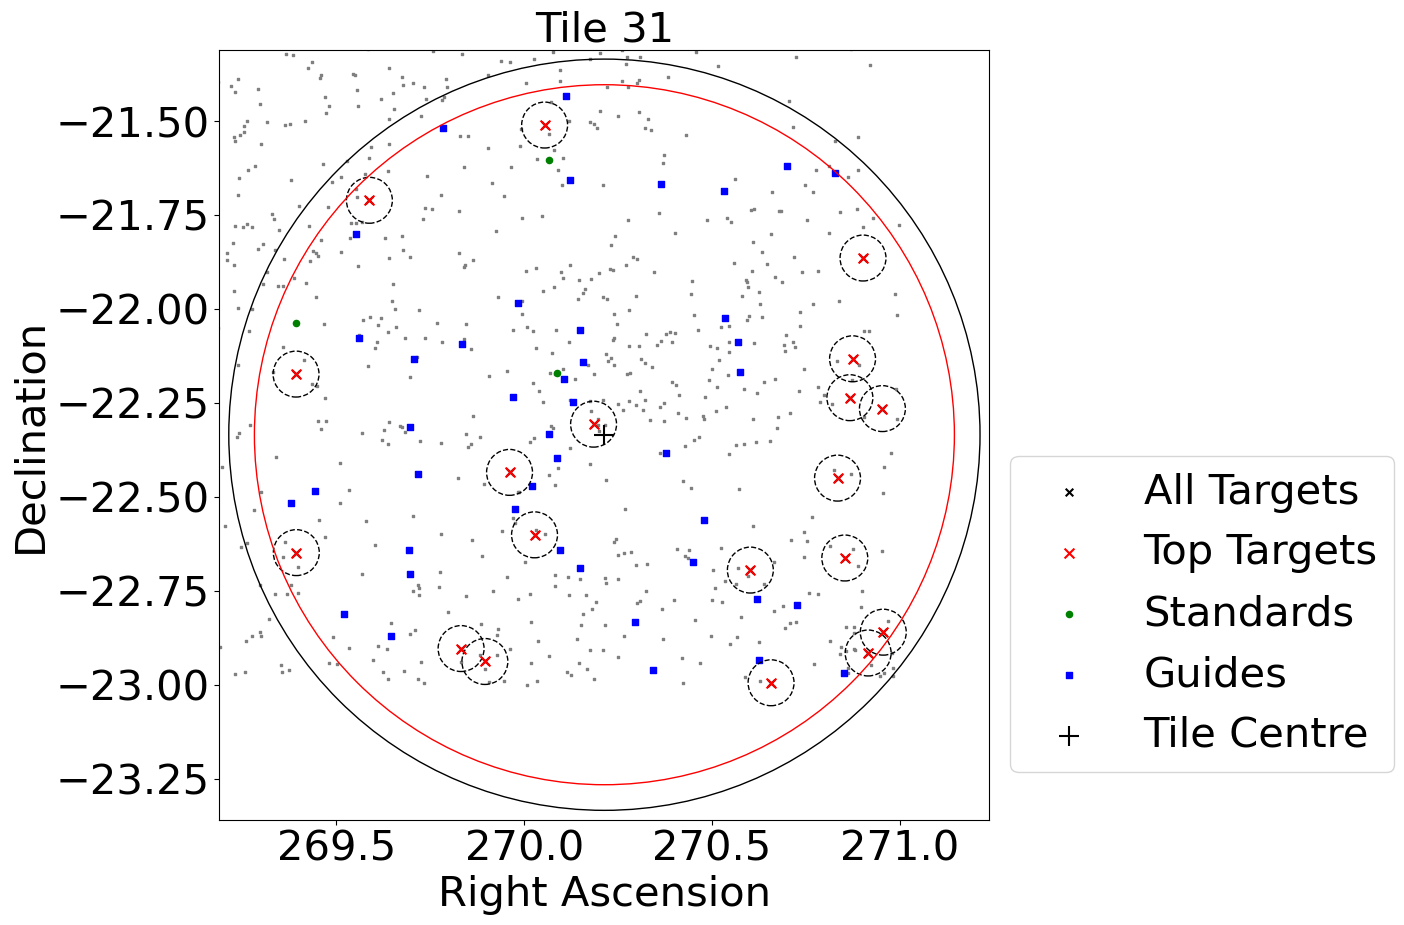 Tile 31
−21.50
−21.75
−22.00
−22.25
−22.50
−22.75
−23.00
−23.25
Declination
269.5 270.0 270.5 271.0
Right Ascension
All Targets
Top Targets
Standards
Guides
Tile Centre